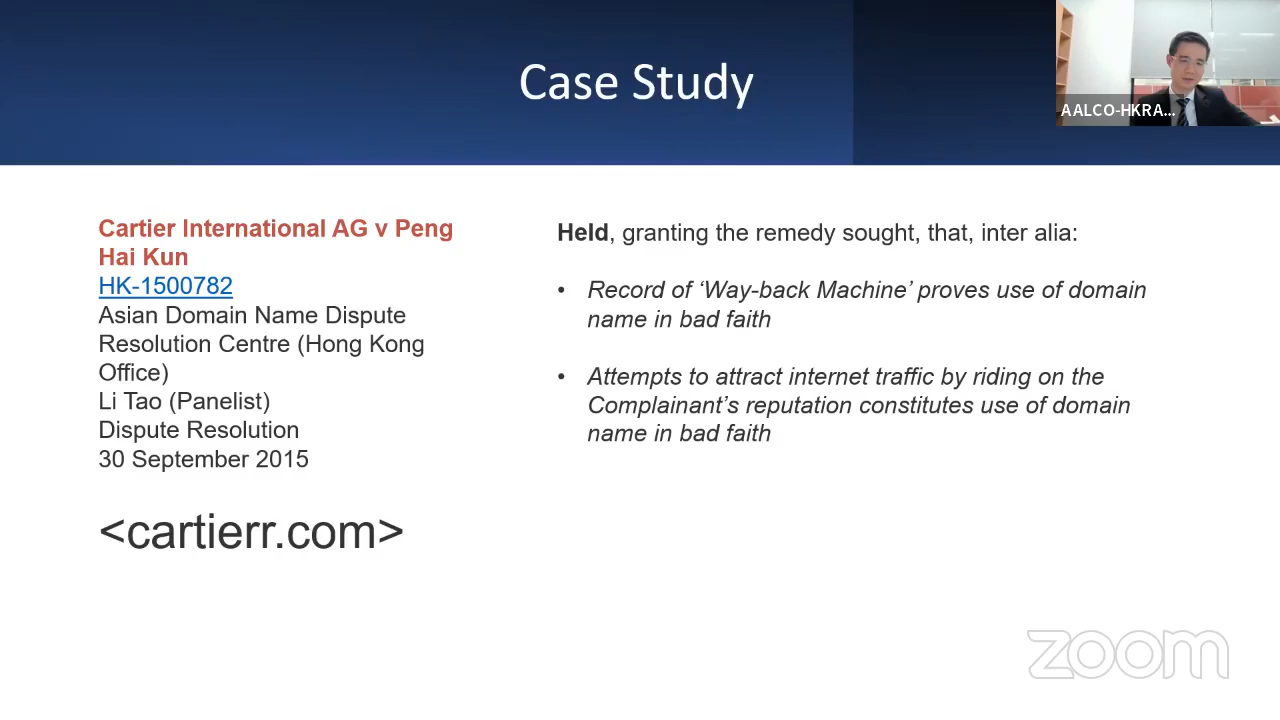 Case Study
AALCO-HKRA...
Cartier International AG v Peng
Hai Kun
HK-1500782
Asian Domain Name Dispute
Resolution Centre (Hong Kong
Office)
Li Tao (Panelist)
Dispute Resolution
30 September 2015
<cartierr.com>
Held, granting the remedy sought, that, inter alia:
• Record of ‘Way-back Machine’ proves use of domain
name in bad faith
• Attempts to attract internet traffic by riding on the
Complainant’s reputation constitutes use of domain
name in bad faith
zoom